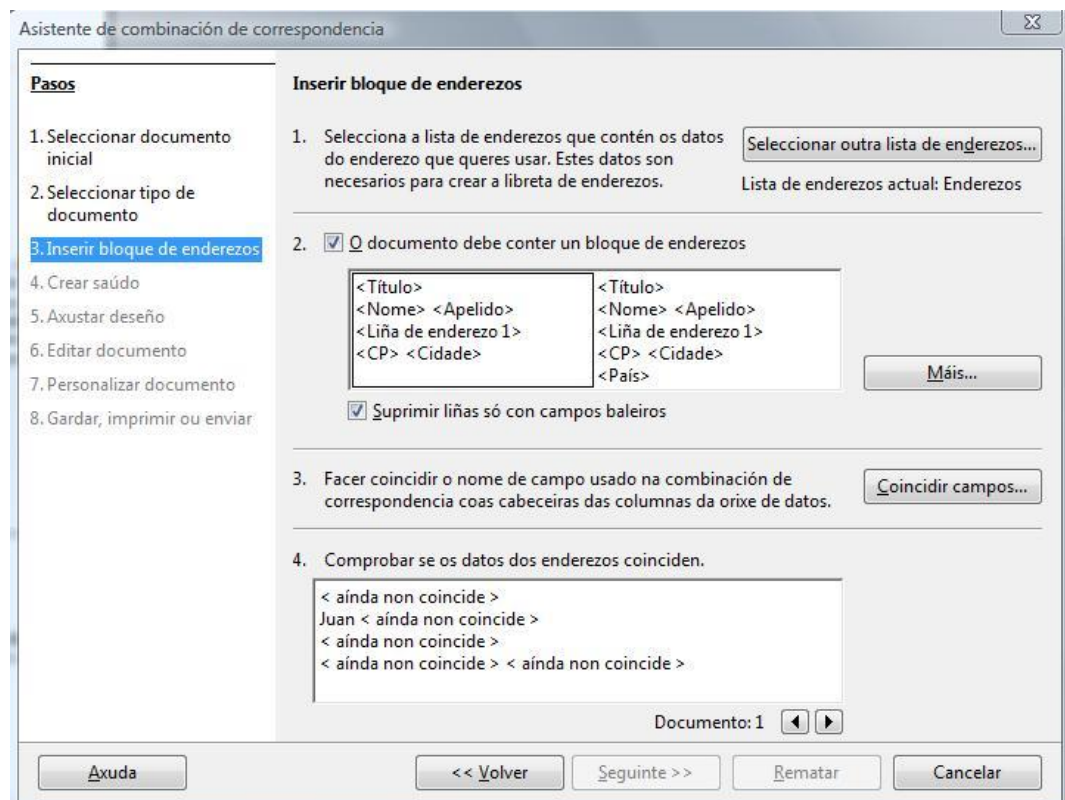 Asistente de combinación de correspondencia
Pasos
1. Seleccionar documento
inicial
2. Seleccionar tipo de
documento
3. Inserir bloque de enderezos
4. Crear saúdo
5. Axustar deseño
6. Editar documento
7. Personalizar documento
8. Gardar, imprimir ou enviar
Inserir bloque de enderezos
1. Selecciona a lista de enderezos que contén os datos
do enderezo que queres usar. Estes datos son
necesarios para crear a libreta de enderezos.
Seleccionar outra lista de enderezos...
Lista de enderezos actual: Enderezos
2. O documento debe conter un bloque de enderezos
<Título>
<Nome> <Apelido>
<Liña de enderezo 1>
<CP> <Cidade>
<Título>
<Nome> <Apelido>
<Liña de enderezo 1>
<CP> <Cidade>
<País>
Máis...
Suprimir liñas só con campos baleiros
3. Facer coincidir o nome de campo usado na combinación de
correspondencia coas cabeceiras das columnas da orixe de datos.
Coincidir campos...
4. Comprobar se os datos dos enderezos coinciden.
< aínda non coincide >
Juan < aínda non coincide >
< aínda non coincide >
< aínda non coincide > < aínda non coincide >
Documento: 1
Axuda
<< Volver
Seguinte >>
Rematar
Cancelar